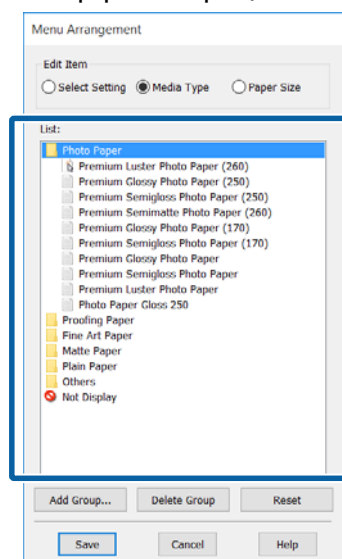 Menu Arrangement
Edit Item
Select Setting Media Type Paper Size
List:
Photo Paper
Premium Luster Photo Paper (260)
Premium Glossy Photo Paper (250)
Premium Semigloss Photo Paper (250)
Premium Semimatte Photo Paper (260)
Premium Glossy Photo Paper (170)
Premium Semigloss Photo Paper (170)
Premium Glossy Photo Paper
Premium Semigloss Photo Paper
Premium Luster Photo Paper
Photo Paper Gloss 250
Proofing Paper
Fine Art Paper
Matte Paper
Plain Paper
Others
Not Display
Add Group... Delete Group Reset
Save Cancel Help